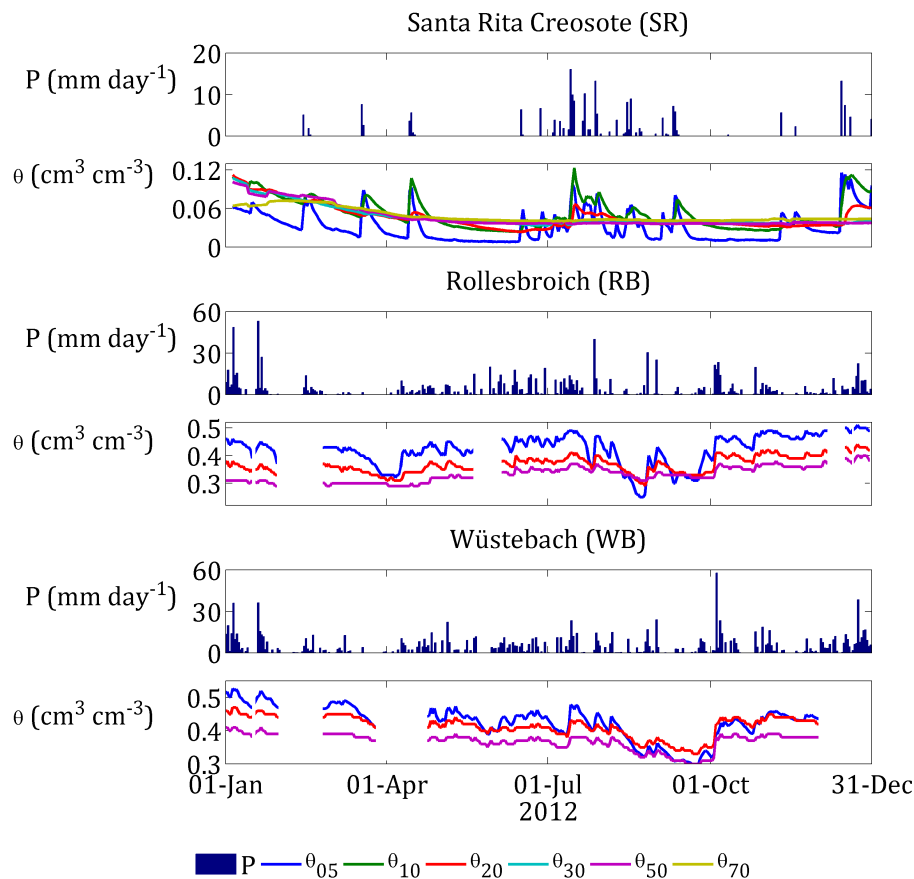 Santa Rita Creosote (SR)
P (mm day⁻¹)
20
10
0
θ (cm³ cm⁻³)
0.12
0.06
0
Rollesbroich (RB)
P (mm day⁻¹)
60
30
0
θ (cm³ cm⁻³)
0.5
0.4
0.3
Wüstebach (WB)
P (mm day⁻¹)
60
30
0
θ (cm³ cm⁻³)
0.5
0.4
0.3
01-Jan 01-Apr 01-Jul 01-Oct 31-Dec
2012
P θ₀₅ θ₁₀ θ₂₀ θ₃₀ θ₅₀ θ₇₀